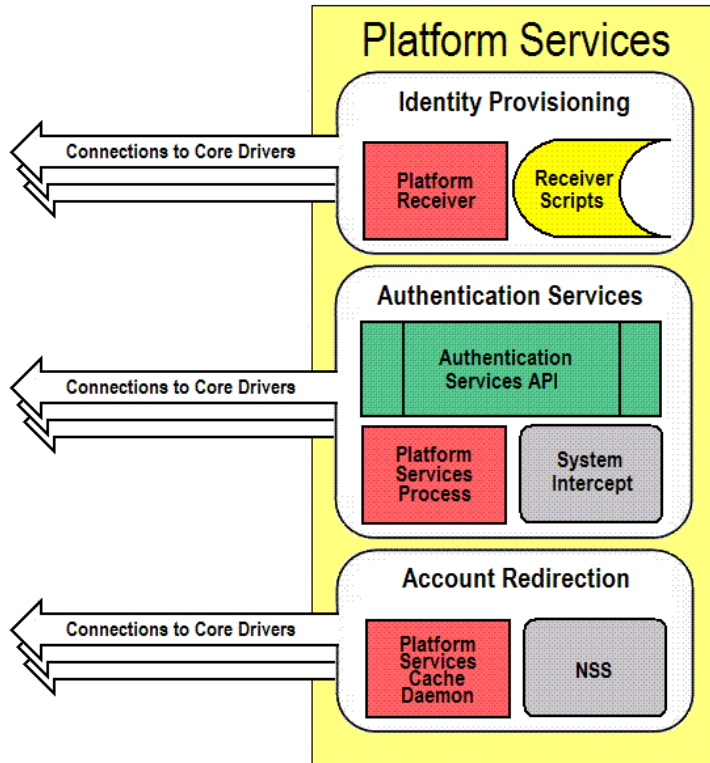 Platform Services
Identity Provisioning
Connections to Core Drivers
Platform
Receiver
Receiver
Scripts
Authentication Services
Connections to Core Drivers
Authentication
Services API
Platform
Services
Process
System
Intercept
Account Redirection
Connections to Core Drivers
Platform
Services
Cache
Daemon
NSS